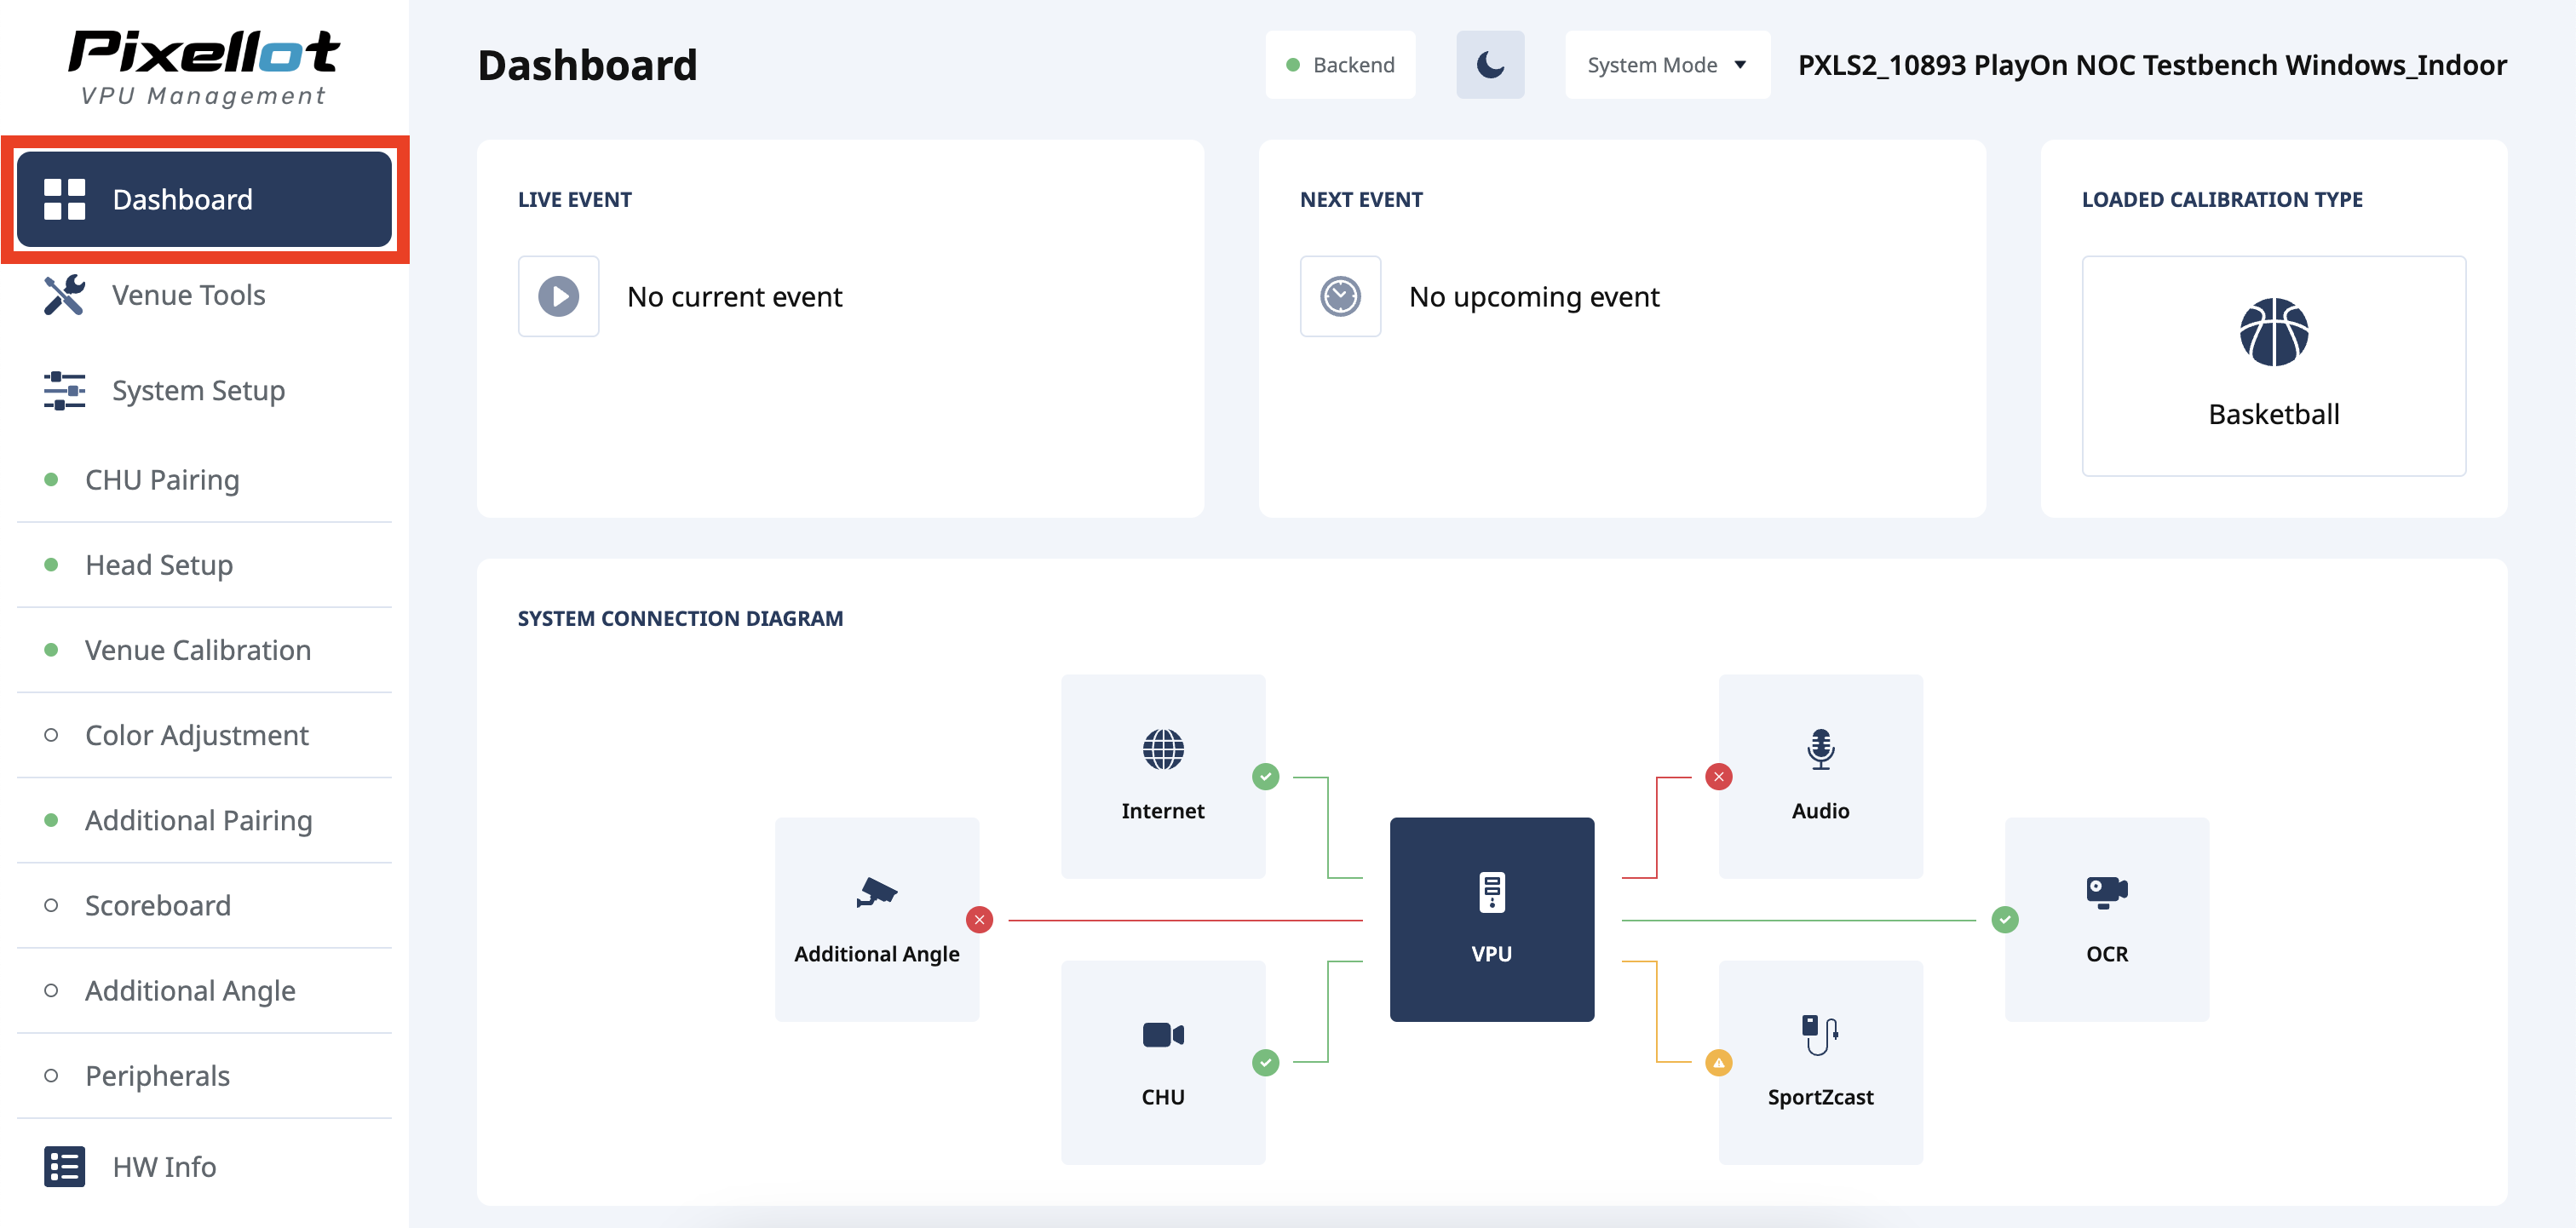 Pixellot
VPU Management
Dashboard
Venue Tools
System Setup
CHU Pairing
Head Setup
Venue Calibration
Color Adjustment
Additional Pairing
Scoreboard
Additional Angle
Peripherals
HW Info
Dashboard
Backend
System Mode
PXLS2_10893 PlayOn NOC Testbench Windows_Indoor
LIVE EVENT
No current event
NEXT EVENT
No upcoming event
LOADED CALIBRATION TYPE
Basketball
SYSTEM CONNECTION DIAGRAM
Internet
Audio
Additional Angle
VPU
OCR
CHU
SportZcast